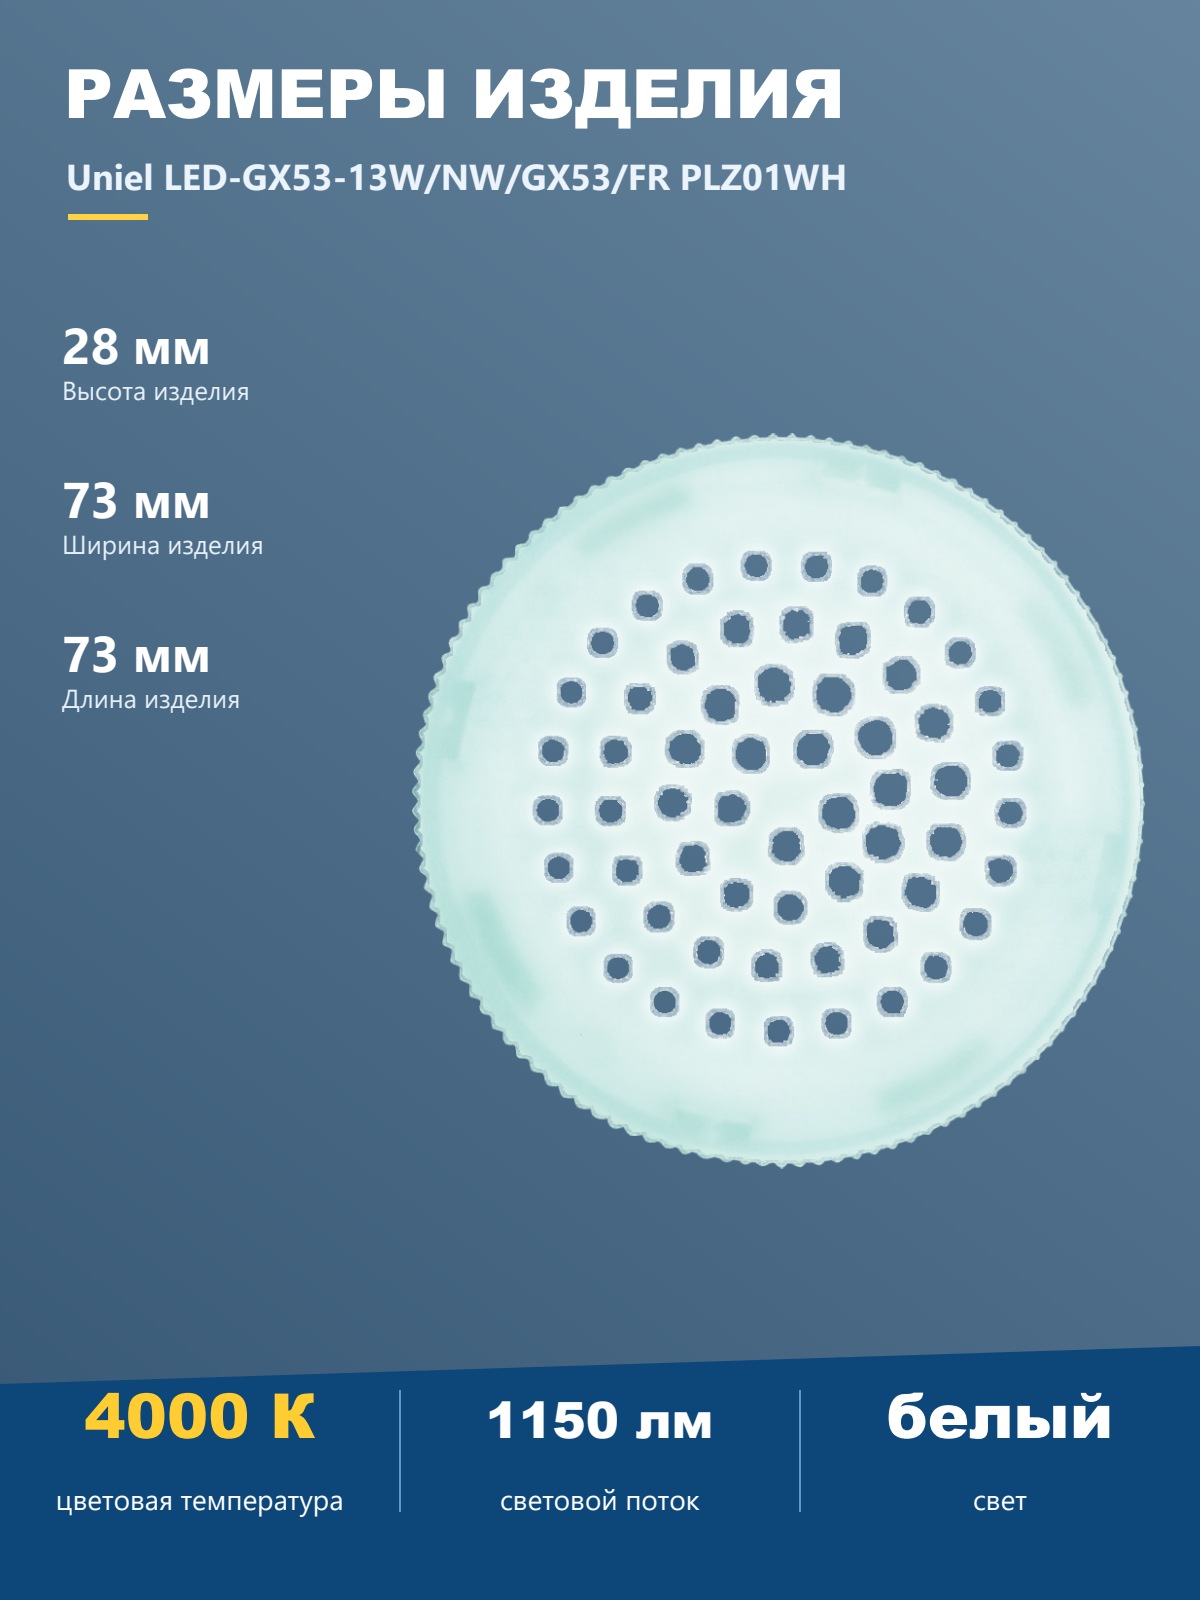 РАЗМЕРЫ ИЗДЕЛИЯ
Uniel LED-GX53-13W/NW/GX53/FR PLZ01WH
28 мм
Высота изделия
73 мм
Ширина изделия
73 мм
Длина изделия
4000 К
цветовая температура
1150 лм
световой поток
белый
свет